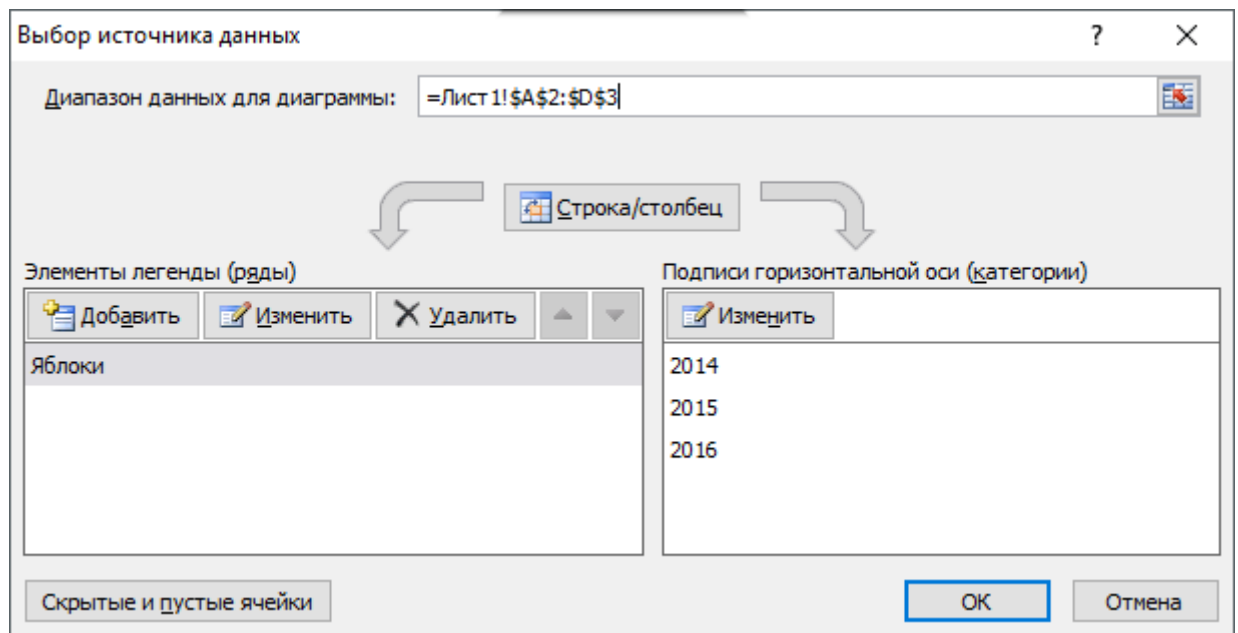 Выбор источника данных ?
Диапазон данных для диаграммы: =Лист1!$A$2:$D$3
Строка/столбец
Элементы легенды (ряды) Подписи горизонтальной оси (категории)
Добавить Изменить Удалить Изменить
Яблоки 2014
2015
2016
Скрытые и пустые ячейки ОК Отмена